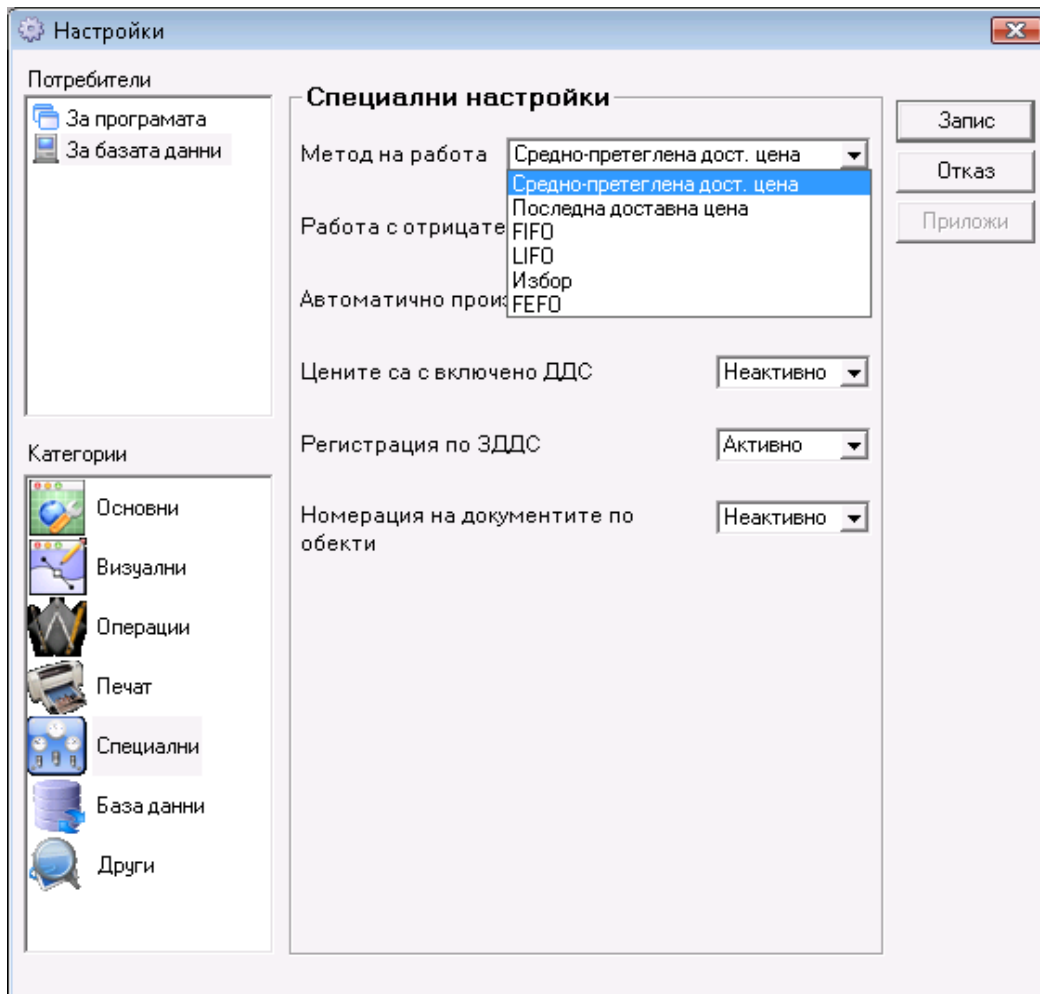 Настройки
Потребители
За програмата
За базата данни
Категории
Основни
Визуални
Операции
Печат
Специални
База данни
Други
Специални настройки
Метод на работа
Средно-претеглена дост. цена
Средно-претеглена дост. цена
Последна доставна цена
FIFO
LIFO
Избор
FEFO
Работа с отрицате
Автоматично произ
Цените са с включено ДДС
Неактивно
Регистрация по ЗДДС
Активно
Номерация на документите по
обекти
Неактивно
Запис
Отказ
Приложи